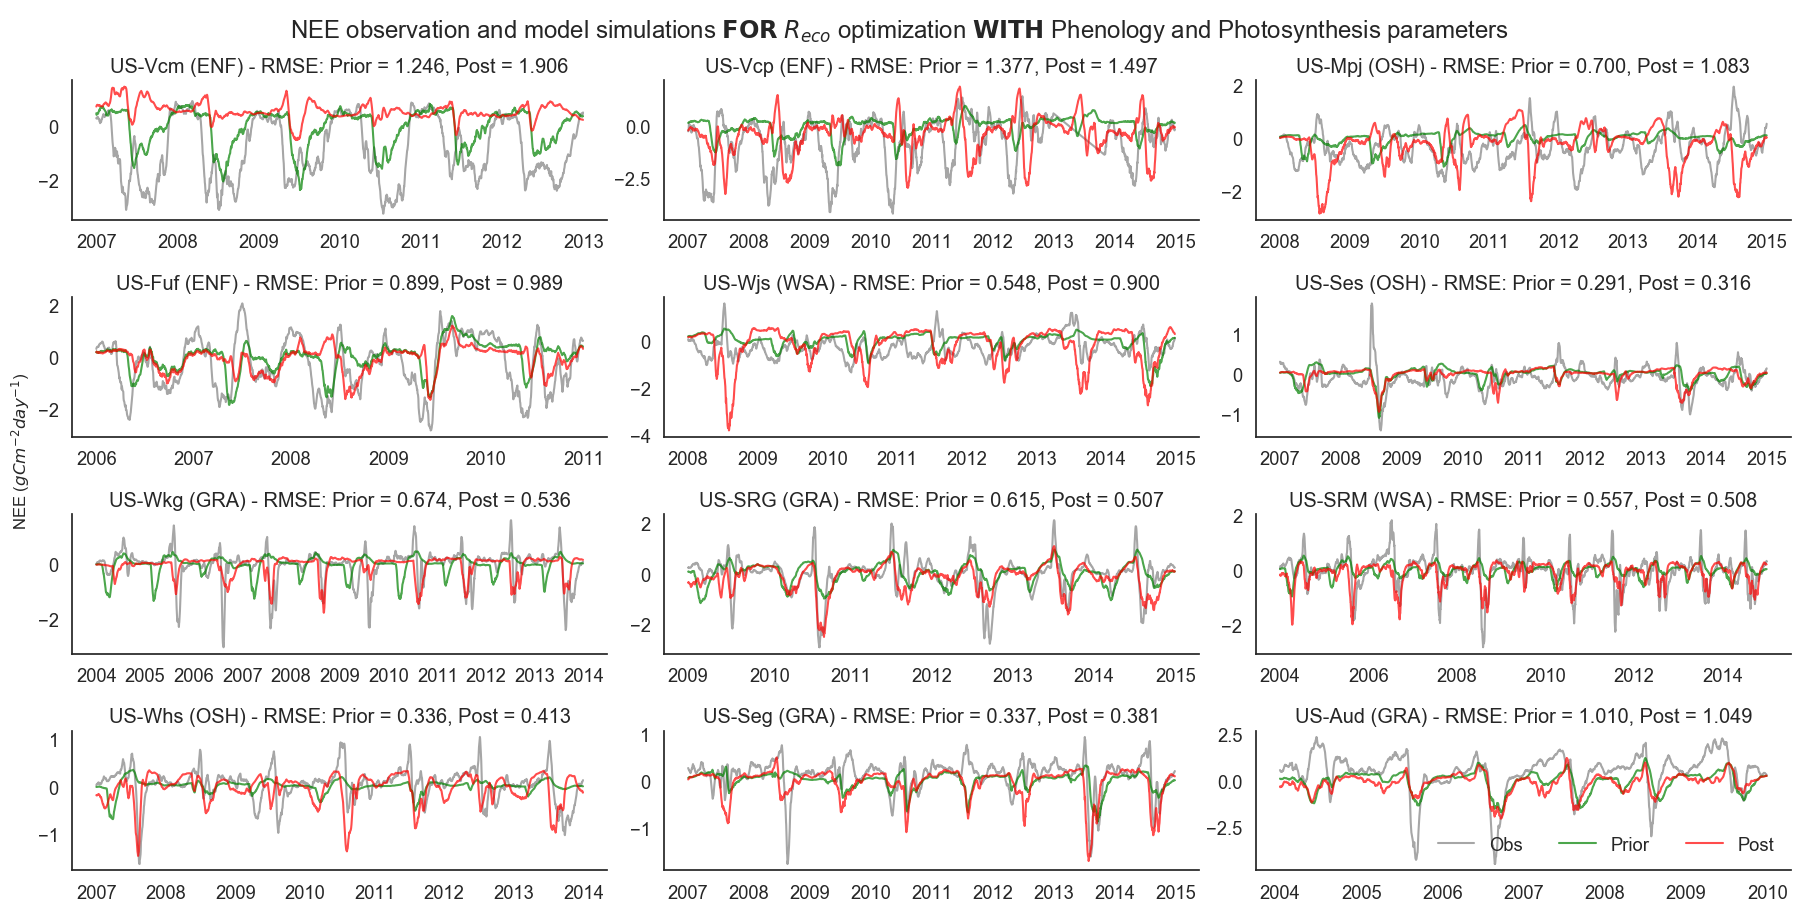 NEE observation and model simulations FOR R_eco optimization WITH Phenology and Photosynthesis parameters
US-Vcm (ENF) - RMSE: Prior = 1.246, Post = 1.906
0
−2
2007 2008 2009 2010 2011 2012 2013
US-Vcp (ENF) - RMSE: Prior = 1.377, Post = 1.497
0.0
−2.5
2007 2008 2009 2010 2011 2012 2013 2014 2015
US-Mpj (OSH) - RMSE: Prior = 0.700, Post = 1.083
2
0
−2
2008 2009 2010 2011 2012 2013 2014 2015
NEE (gCm⁻²day⁻¹)
US-Fuf (ENF) - RMSE: Prior = 0.899, Post = 0.989
2
0
−2
2006 2007 2008 2009 2010 2011
US-Wjs (WSA) - RMSE: Prior = 0.548, Post = 0.900
0
−2
−4
2008 2009 2010 2011 2012 2013 2014 2015
US-Ses (OSH) - RMSE: Prior = 0.291, Post = 0.316
1
0
−1
2007 2008 2009 2010 2011 2012 2013 2014 2015
US-Wkg (GRA) - RMSE: Prior = 0.674, Post = 0.536
0
−2
2004 2005 2006 2007 2008 2009 2010 2011 2012 2013 2014
US-SRG (GRA) - RMSE: Prior = 0.615, Post = 0.507
2
0
−2
2009 2010 2011 2012 2013 2014 2015
US-SRM (WSA) - RMSE: Prior = 0.557, Post = 0.508
2
0
−2
2004 2006 2008 2010 2012 2014
US-Whs (OSH) - RMSE: Prior = 0.336, Post = 0.413
1
0
−1
2007 2008 2009 2010 2011 2012 2013 2014
US-Seg (GRA) - RMSE: Prior = 0.337, Post = 0.381
1
0
−1
2007 2008 2009 2010 2011 2012 2013 2014 2015
US-Aud (GRA) - RMSE: Prior = 1.010, Post = 1.049
2.5
0.0
−2.5
Obs Prior Post
2004 2005 2006 2007 2008 2009 2010